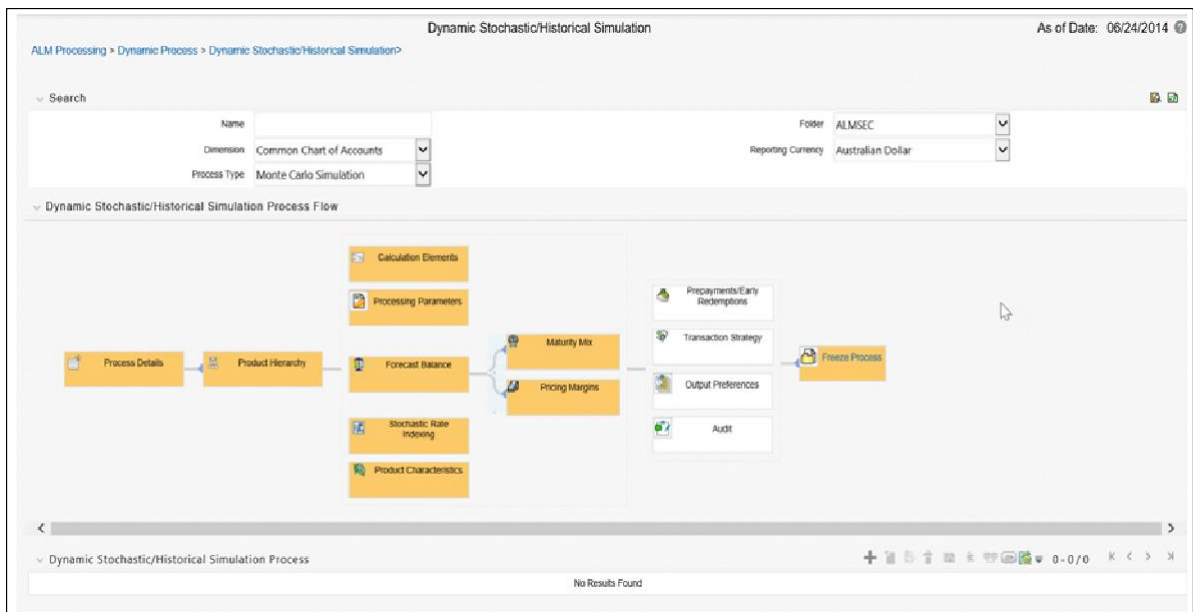 Dynamic Stochastic/Historical Simulation
As of Date: 06/24/2014
ALM Processing > Dynamic Process > Dynamic Stochastic/Historical Simulation>
Search
Name
Folder ALMSEC
Dimension Common Chart of Accounts
Reporting Currency Australian Dollar
Process Type Monte Carlo Simulation
Dynamic Stochastic/Historical Simulation Process Flow
Calculation Elements
Processing Parameters
Process Details
Product Hierarchy
Forecast Balance
Stochastic Rate
Indexing
Product Characteristics
Maturity Mix
Pricing Margins
Prepayments/Early
Redemptions
Transaction Strategy
Output Preferences
Audit
Freeze Process
Dynamic Stochastic/Historical Simulation Process
0-0/0
No Results Found